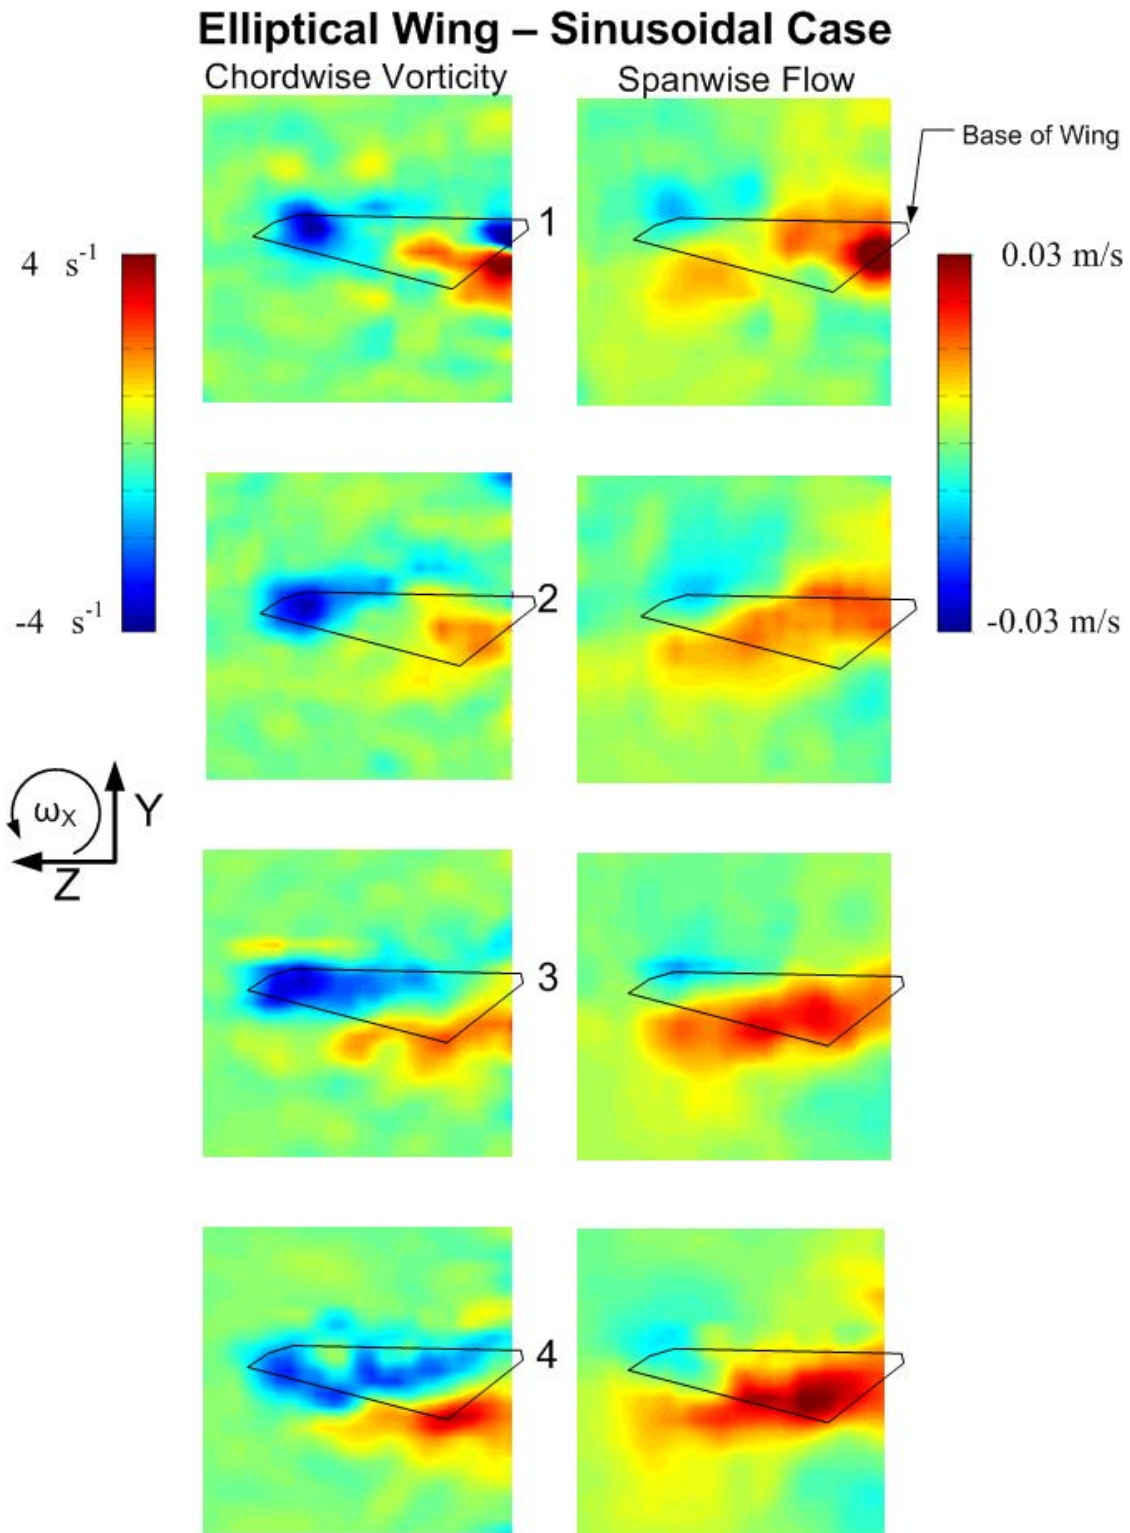 Elliptical Wing – Sinusoidal Case
Chordwise Vorticity Spanwise Flow
Base of Wing
1
4 s⁻¹ 0.03 m/s
-4 s⁻¹ 2 -0.03 m/s
ωX Y
Z
3
4